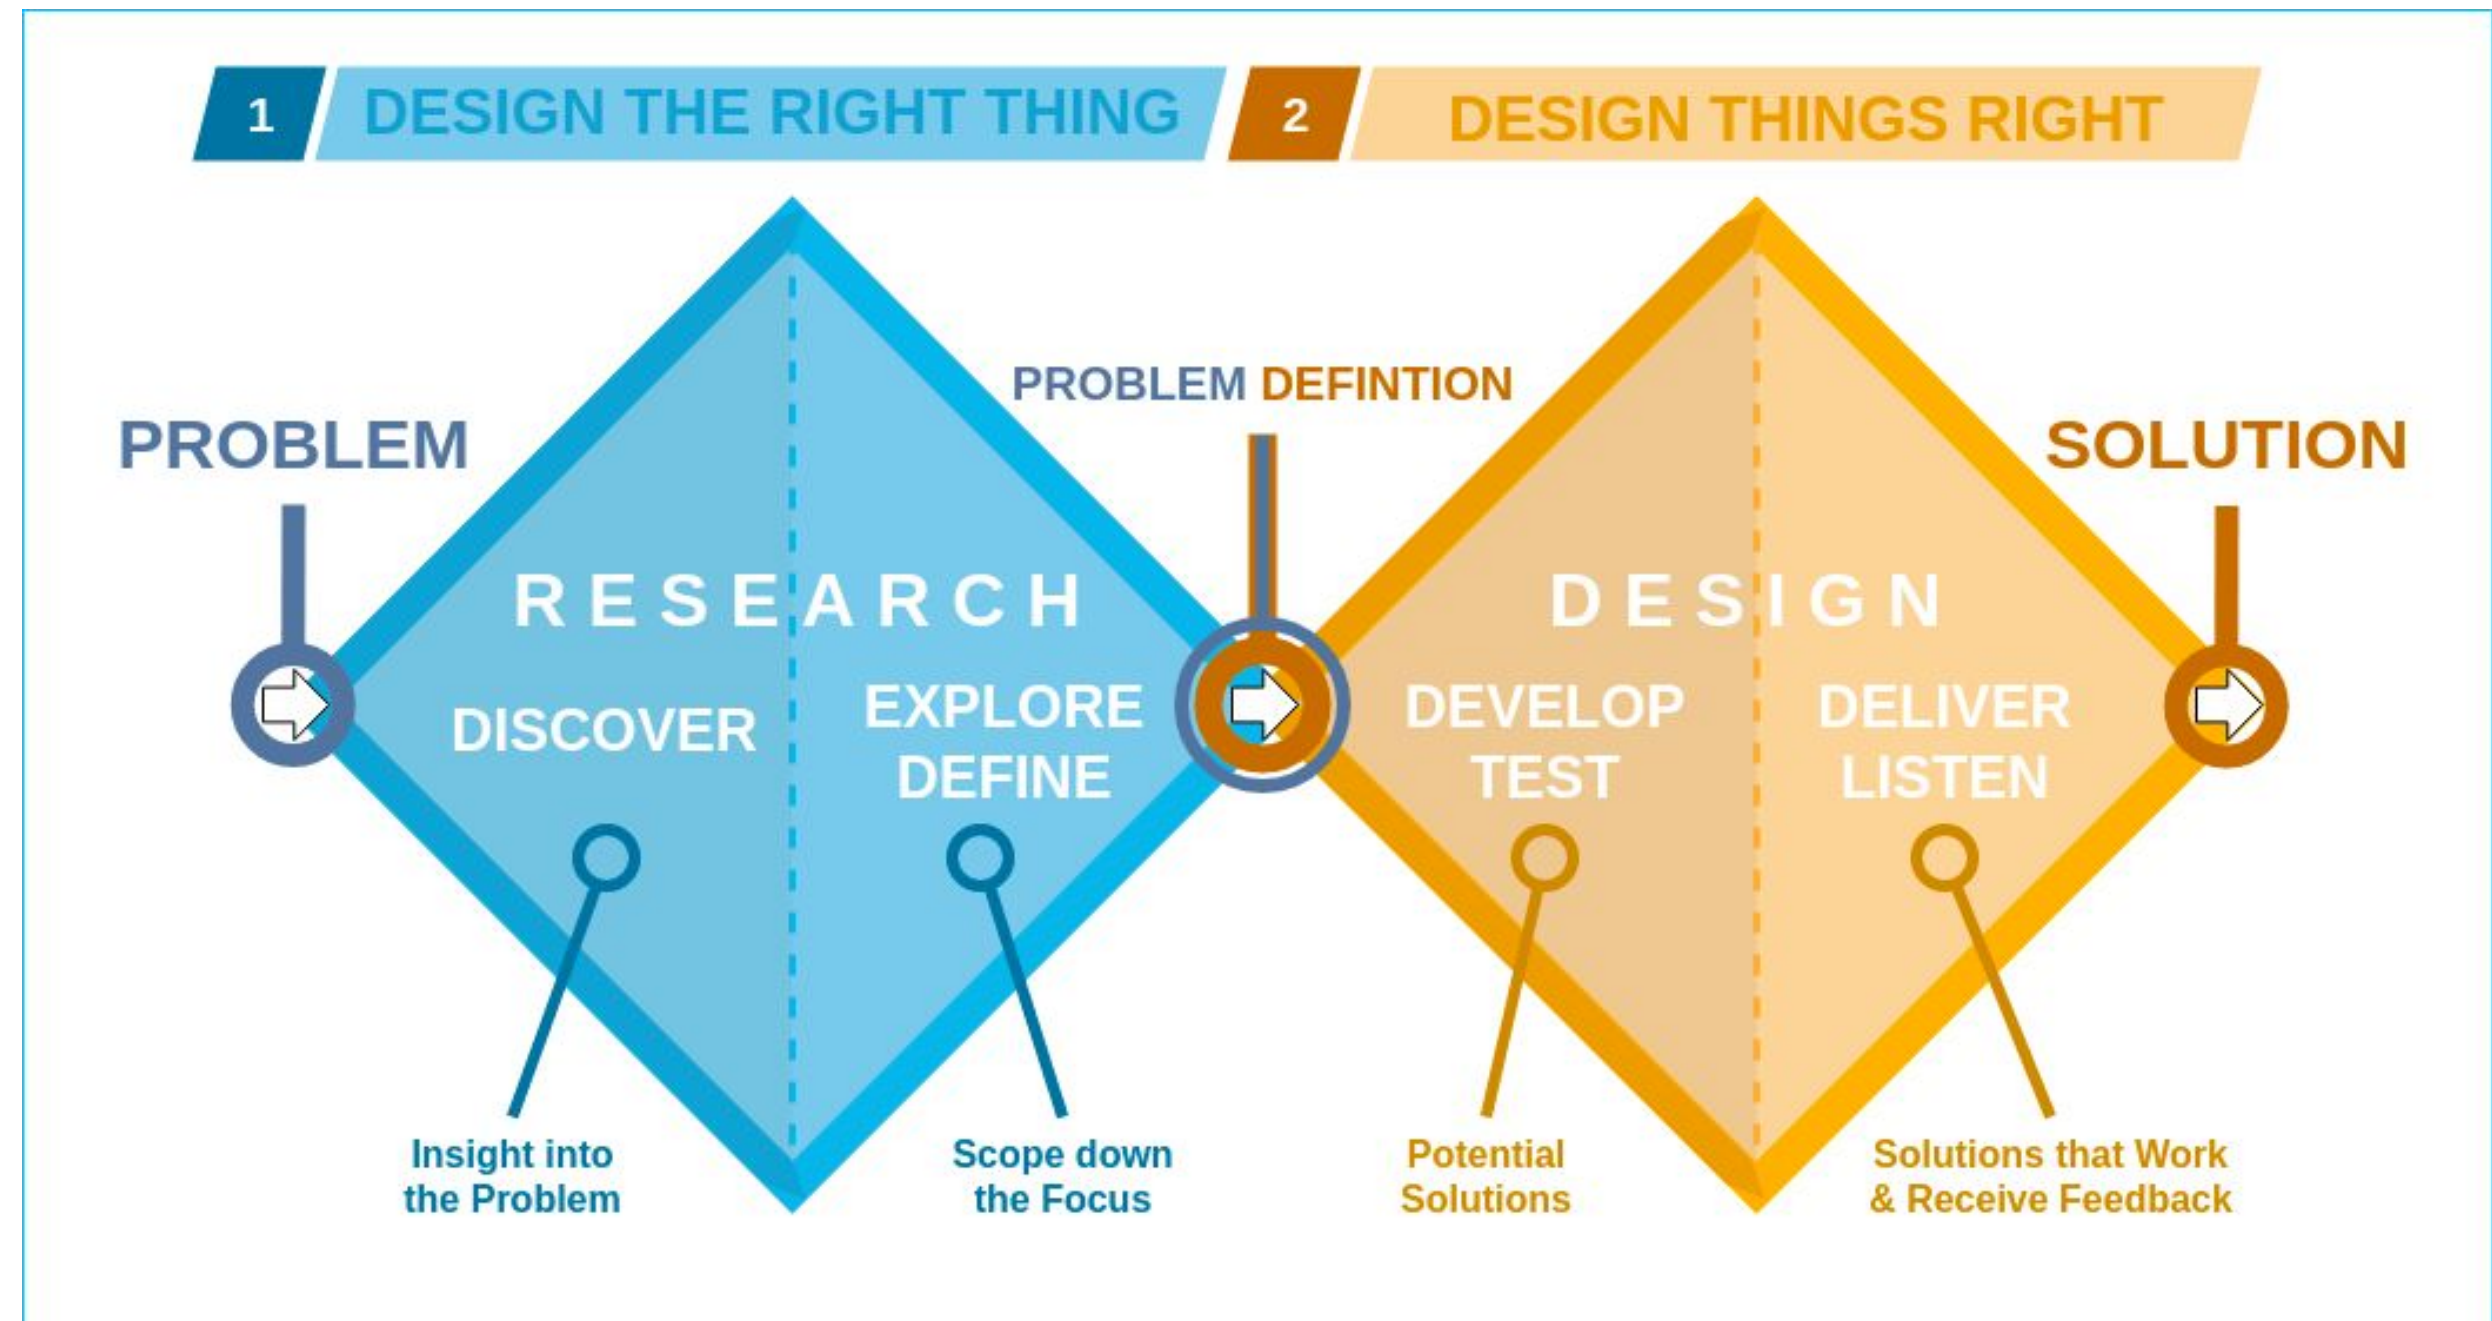 1
DESIGN THE RIGHT THING
2
DESIGN THINGS RIGHT
PROBLEM
PROBLEM DEFINTION
SOLUTION
RESEARCH
DISCOVER
EXPLORE
DEFINE
DESIGN
DEVELOP
TEST
DELIVER
LISTEN
Insight into
the Problem
Scope down
the Focus
Potential
Solutions
Solutions that Work
& Receive Feedback